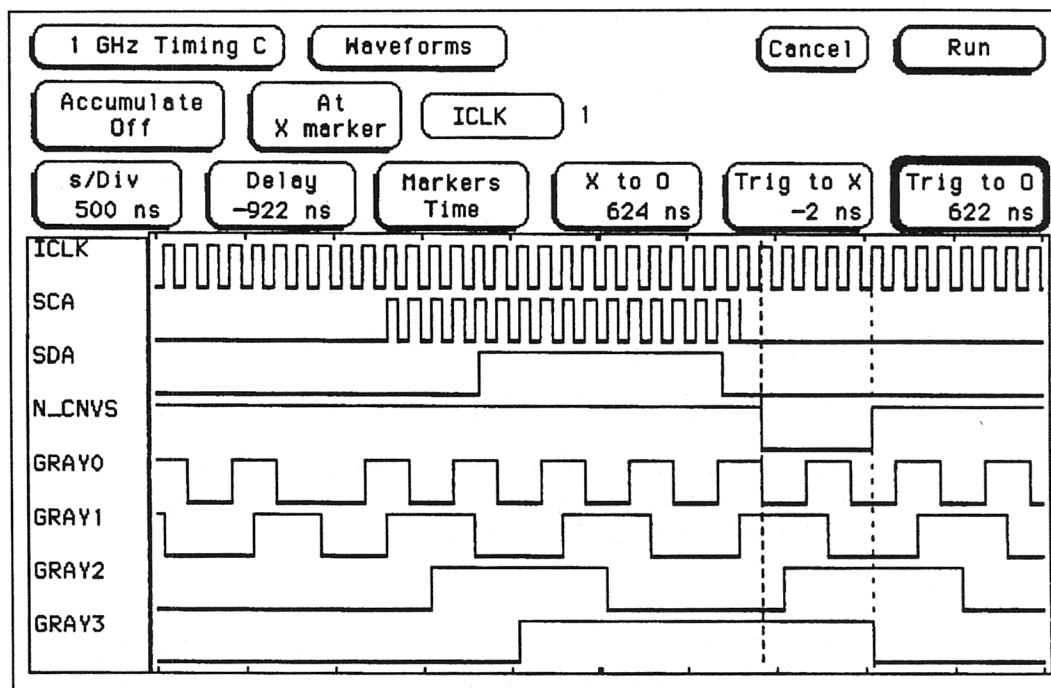 1 GHz Timing C Waveforms Cancel Run
Accumulate Off At X marker ICLK 1
s/Div Delay Markers X to O Trig to X Trig to O
500 ns -922 ns Time 624 ns -2 ns 622 ns
ICLK
SCA
SDA
N_CNVS
GRAY0
GRAY1
GRAY2
GRAY3